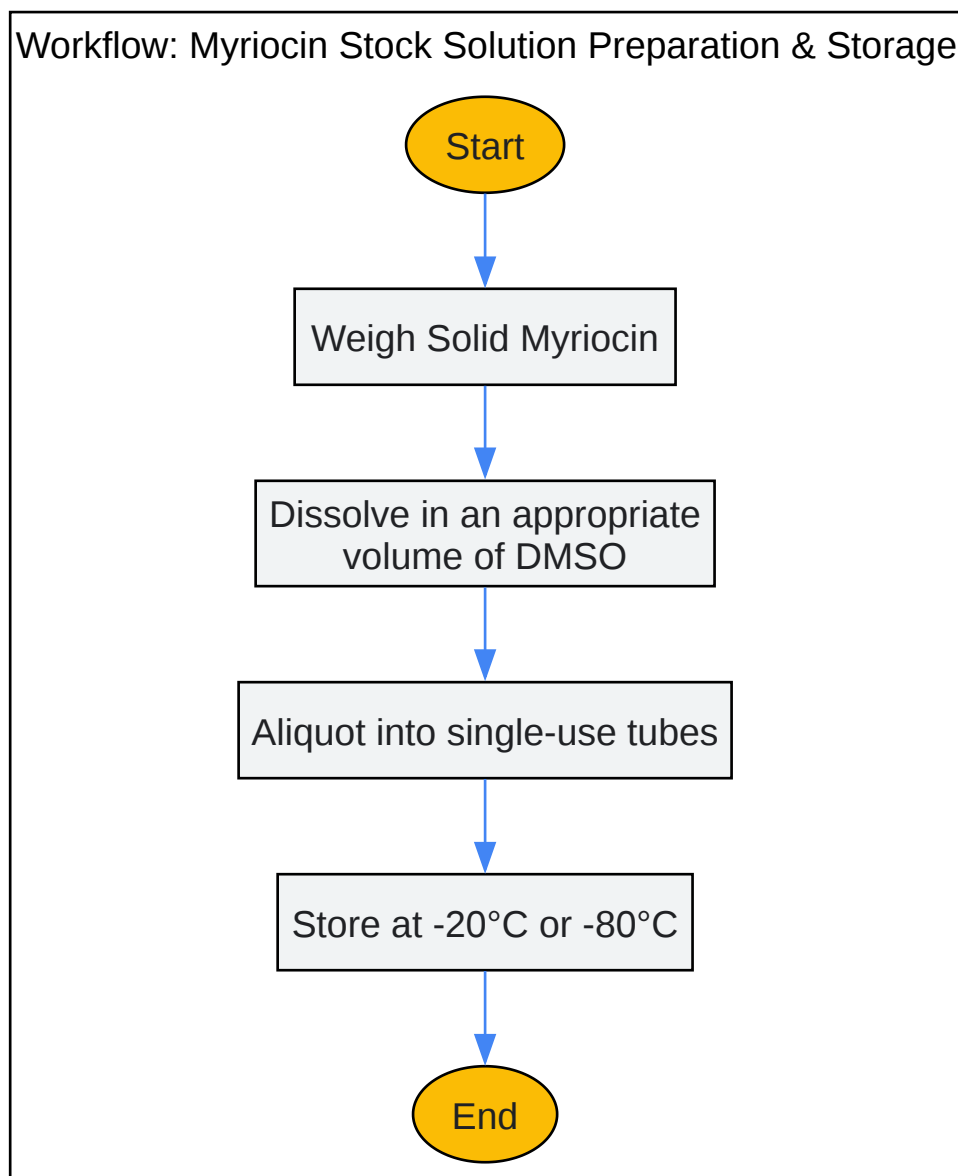 Workflow: Myriocin Stock Solution Preparation & Storage
Start
Weigh Solid Myriocin
Dissolve in an appropriate
volume of DMSO
Aliquot into single-use tubes
Store at -20°C or -80°C
End